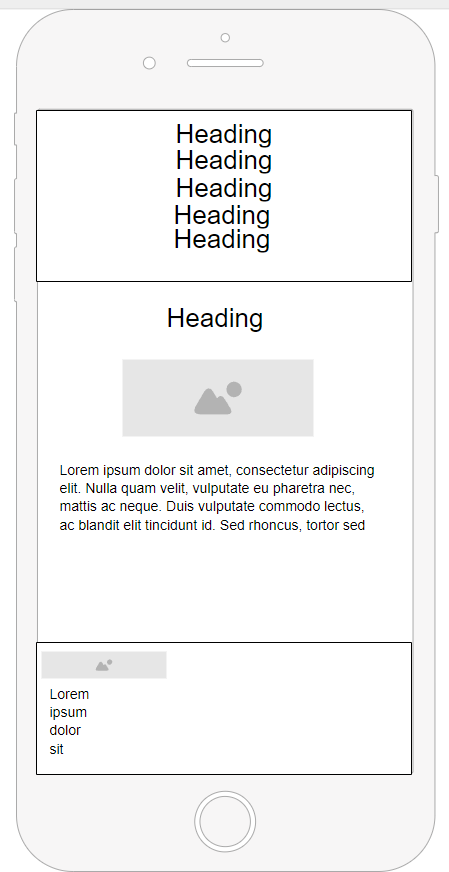 Heading
Heading
Heading
Heading
Heading
Heading
Lorem ipsum dolor sit amet, consectetur adipiscing
elit. Nulla quam velit, vulputate eu pharetra nec,
mattis ac neque. Duis vulputate commodo lectus,
ac blandit elit tincidunt id. Sed rhoncus, tortor sed
Lorem
ipsum
dolor
sit